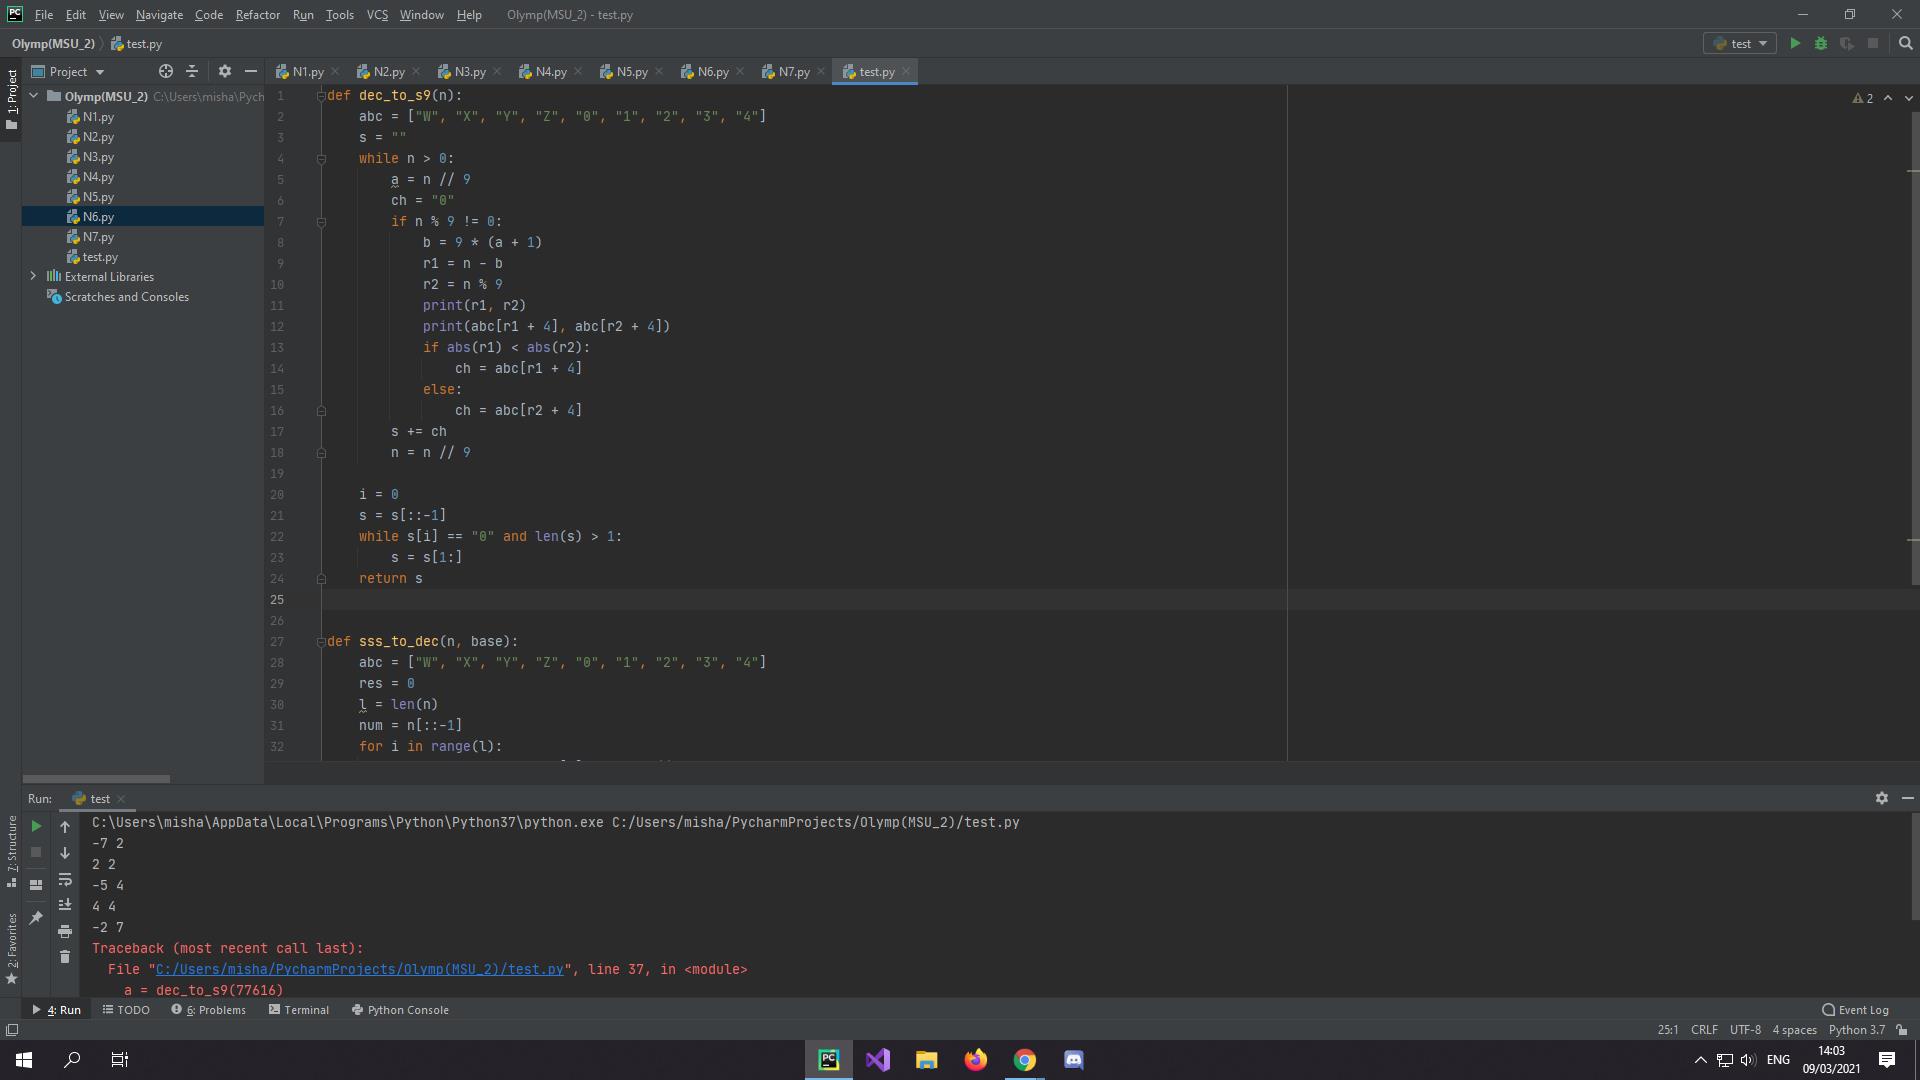 File Edit View Navigate Code Refactor Run Tools VCS Window Help Olymp(MSU_2) - test.py
Olymp(MSU_2) test.py test
Project
N1.py N2.py N3.py N4.py N5.py N6.py N7.py test.py
1: Project
Olymp(MSU_2) C:\Users\misha\Pych
N1.py
N2.py
N3.py
N4.py
N5.py
N6.py
N7.py
test.py
External Libraries
Scratches and Consoles
2
1 def dec_to_s9(n):
2 abc = ["W", "X", "Y", "Z", "0", "1", "2", "3", "4"]
3 s = ""
4 while n > 0:
5 a = n // 9
6 ch = "0"
7 if n % 9 != 0:
8 b = 9 * (a + 1)
9 r1 = n - b
10 r2 = n % 9
11 print(r1, r2)
12 print(abc[r1 + 4], abc[r2 + 4])
13 if abs(r1) < abs(r2):
14 ch = abc[r1 + 4]
15 else:
16 ch = abc[r2 + 4]
17 s += ch
18 n = n // 9
19
20 i = 0
21 s = s[::-1]
22 while s[i] == "0" and len(s) > 1:
23 s = s[1:]
24 return s
25
26
27 def sss_to_dec(n, base):
28 abc = ["W", "X", "Y", "Z", "0", "1", "2", "3", "4"]
29 res = 0
30 l = len(n)
31 num = n[::-1]
32 for i in range(l):
Run: test
7: Structure
2: Favorites
C:\Users\misha\AppData\Local\Programs\Python\Python37\python.exe C:/Users/misha/PycharmProjects/Olymp(MSU_2)/test.py
-7 2
2 2
-5 4
4 4
-2 7
Traceback (most recent call last):
File "C:/Users/misha/PycharmProjects/Olymp(MSU_2)/test.py", line 37, in <module>
a = dec_to_s9(77616)
4: Run TODO 6: Problems Terminal Python Console Event Log
25:1 CRLF UTF-8 4 spaces Python 3.7
PC ENG 14:03
09/03/2021